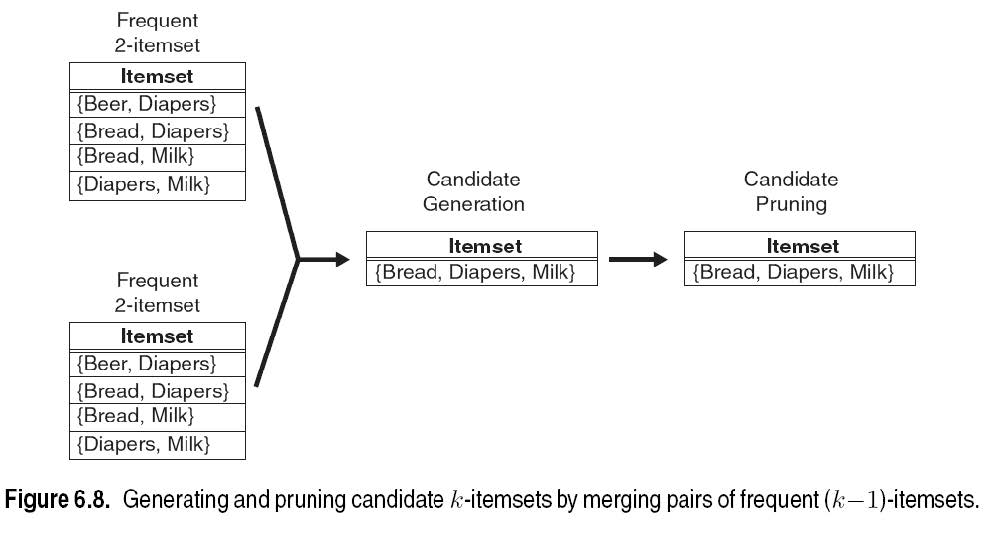 Frequent
2-itemset
Itemset
{Beer, Diapers}
{Bread, Diapers}
{Bread, Milk}
{Diapers, Milk}
Candidate
Generation
Itemset
{Bread, Diapers, Milk}
Candidate
Pruning
Itemset
{Bread, Diapers, Milk}
Frequent
2-itemset
Itemset
{Beer, Diapers}
{Bread, Diapers}
{Bread, Milk}
{Diapers, Milk}
Figure 6.8. Generating and pruning candidate k-itemsets by merging pairs of frequent (k−1)-itemsets.